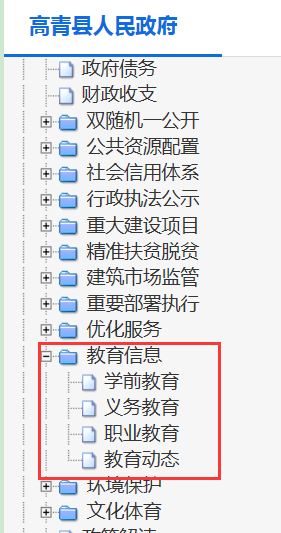 高青县人民政府
政府债务
财政收支
双随机一公开
公共资源配置
社会信用体系
行政执法公示
重大建设项目
精准扶贫脱贫
建筑市场监管
重要部署执行
优化服务
教育信息
学前教育
义务教育
职业教育
教育动态
环境保护
文化体育
政策解读